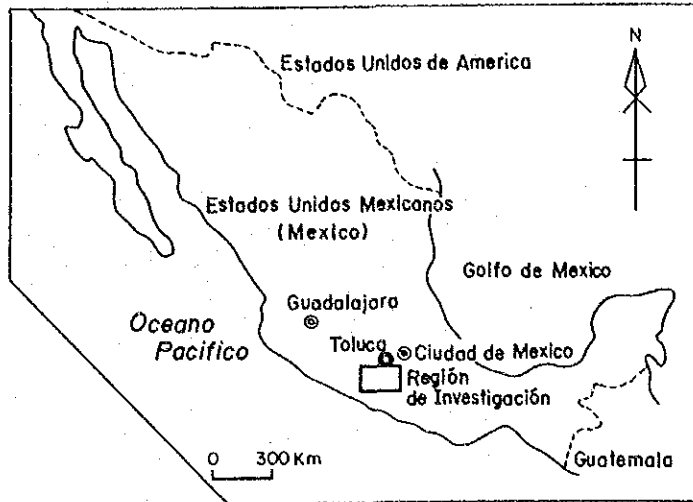 N
Estados Unidos de America
Estados Unidos Mexicanos
(Mexico)
Golfo de Mexico
Guadalajara
Oceano
Pacifico
Toluca
Ciudad de Mexico
Región
de Investigación
0 300 Km
Guatemala